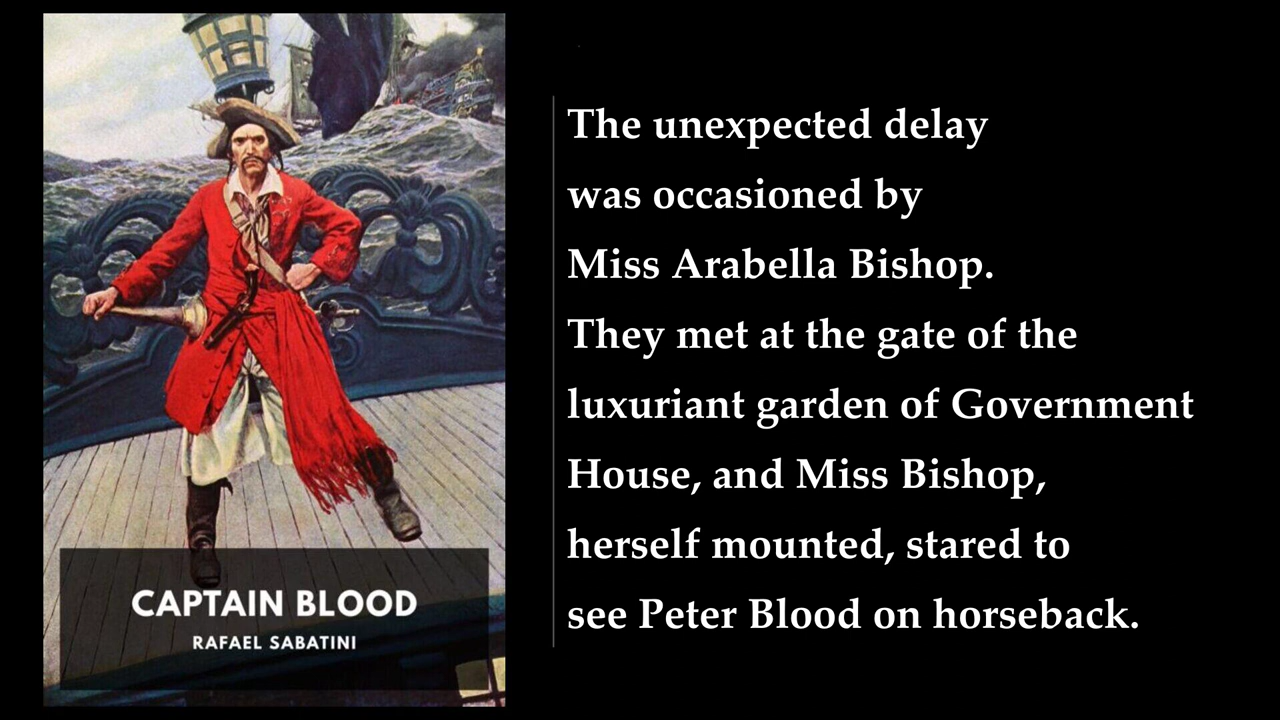 CAPTAIN BLOOD
RAFAEL SABATINI
The unexpected delay
was occasioned by
Miss Arabella Bishop.
They met at the gate of the
luxuriant garden of Government
House, and Miss Bishop,
herself mounted, stared to
see Peter Blood on horseback.